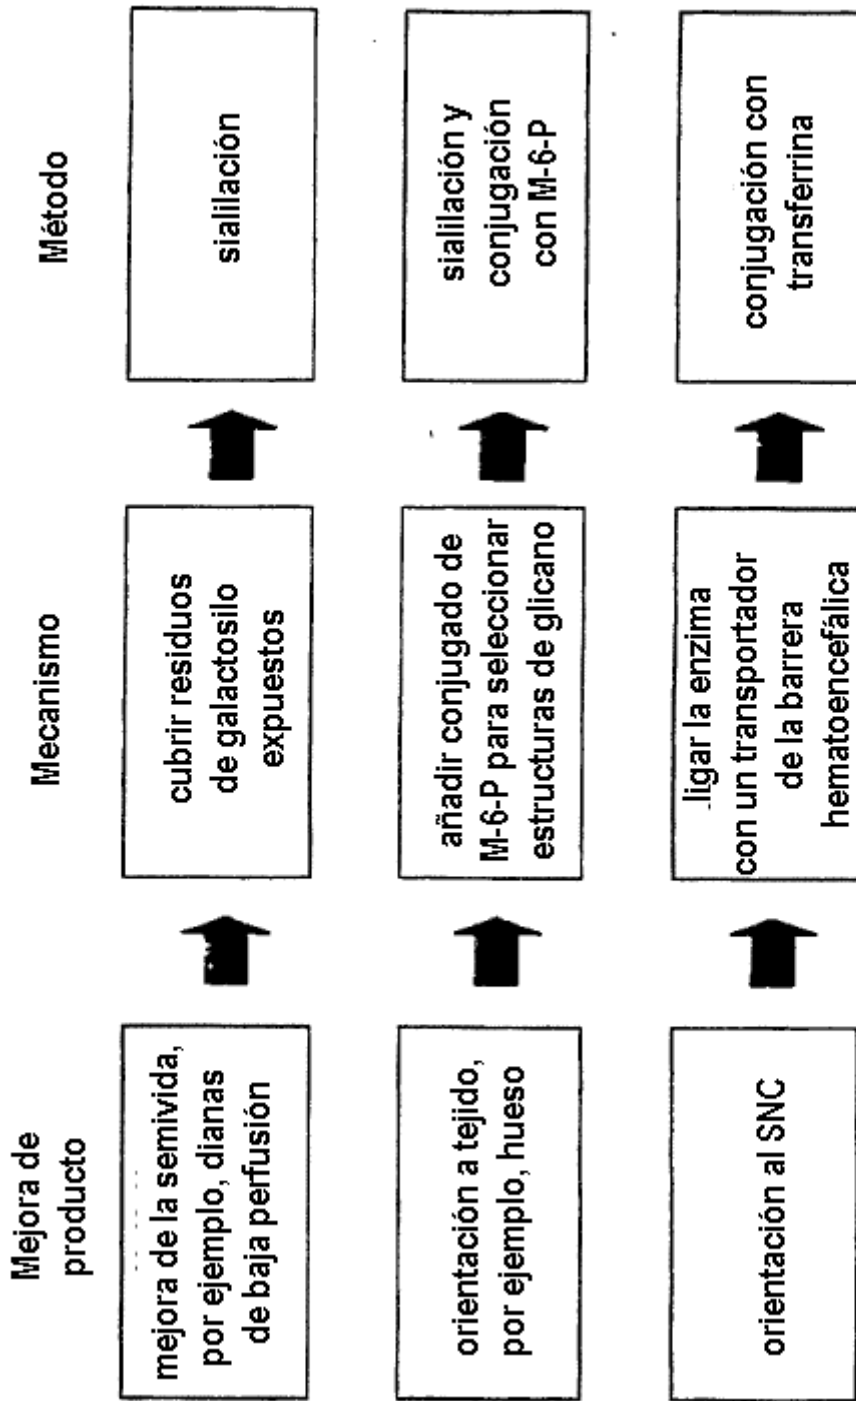 Mejora de
producto
Mecanismo
Método
mejora de la semivida,
por ejemplo, dianas
de baja perfusión
cubrir residuos
de galactosilo
expuestos
sialilación
orientación a tejido,
por ejemplo, hueso
añadir conjugado de
M-6-P para seleccionar
estructuras de glicano
sialilación y
conjugación
con M-6-P
orientación al SNC
ligar la enzima
con un transportador
de la barrera
hematoencefálica
conjugación con
transferrina